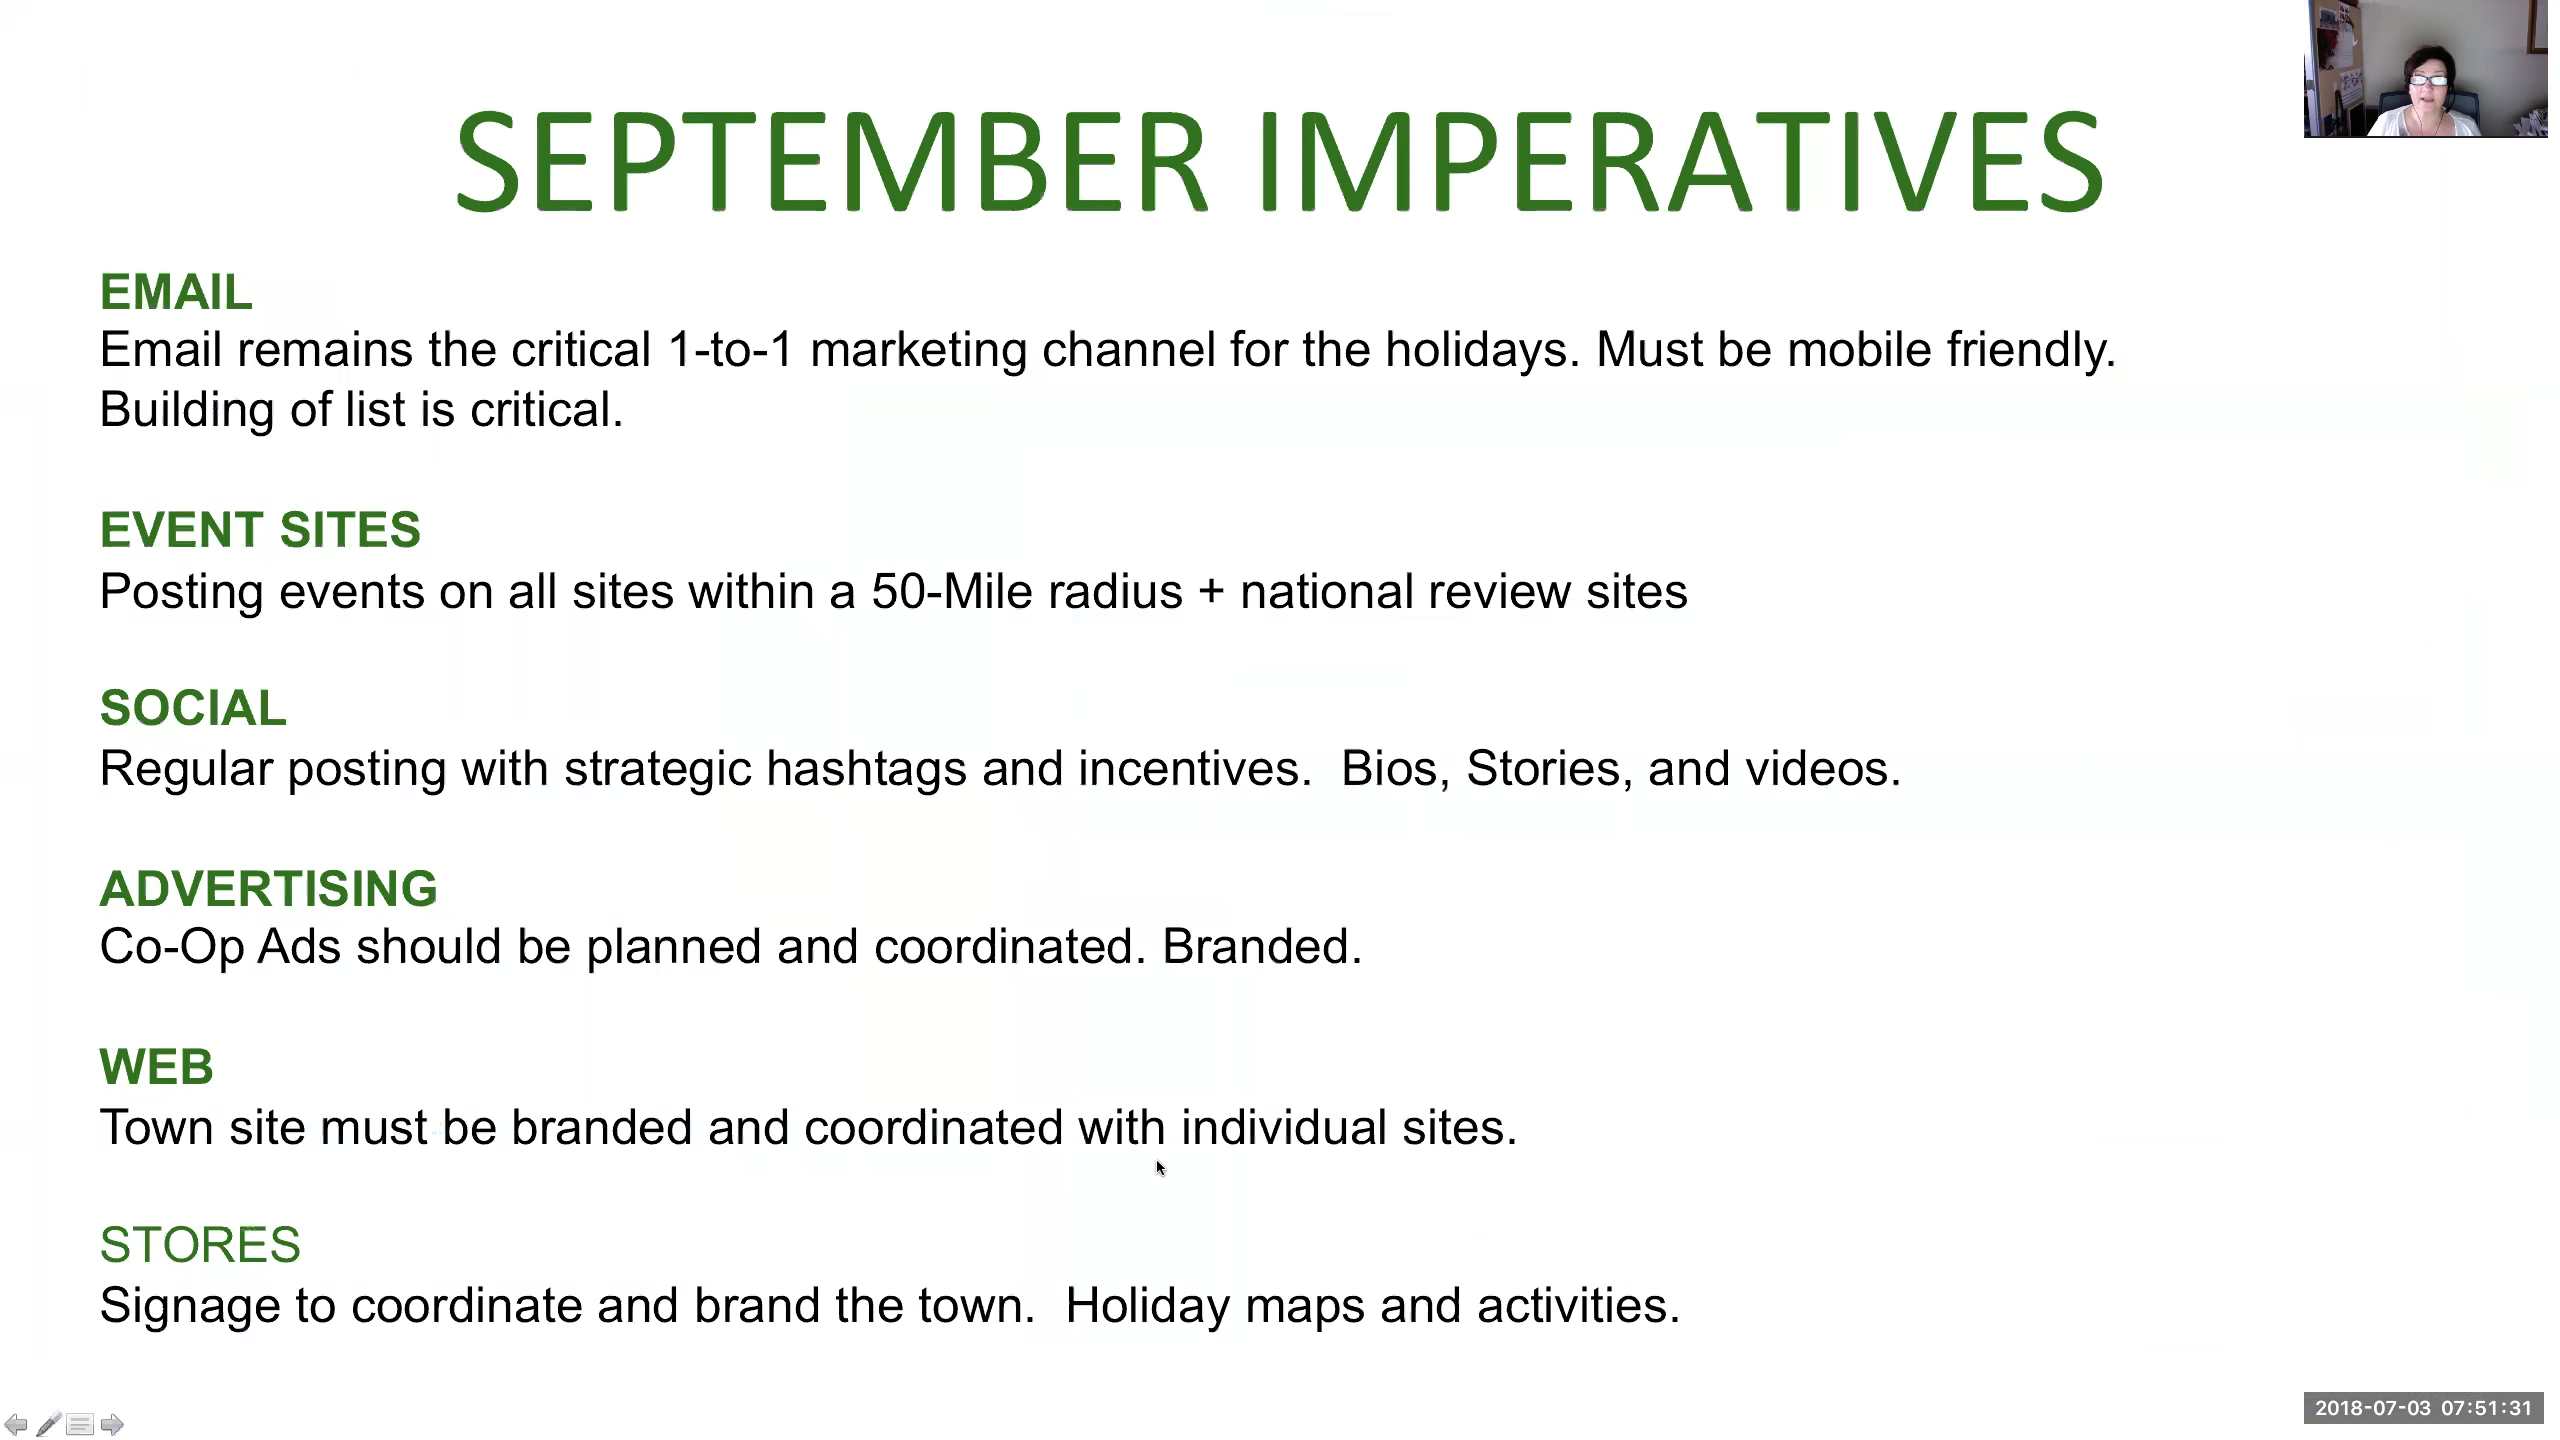 SEPTEMBER IMPERATIVES
EMAIL
Email remains the critical 1-to-1 marketing channel for the holidays. Must be mobile friendly.
Building of list is critical.
EVENT SITES
Posting events on all sites within a 50-Mile radius + national review sites
SOCIAL
Regular posting with strategic hashtags and incentives.  Bios, Stories, and videos.
ADVERTISING
Co-Op Ads should be planned and coordinated. Branded.
WEB
Town site must be branded and coordinated with individual sites.
STORES
Signage to coordinate and brand the town.  Holiday maps and activities.
2018-07-03 07:51:31